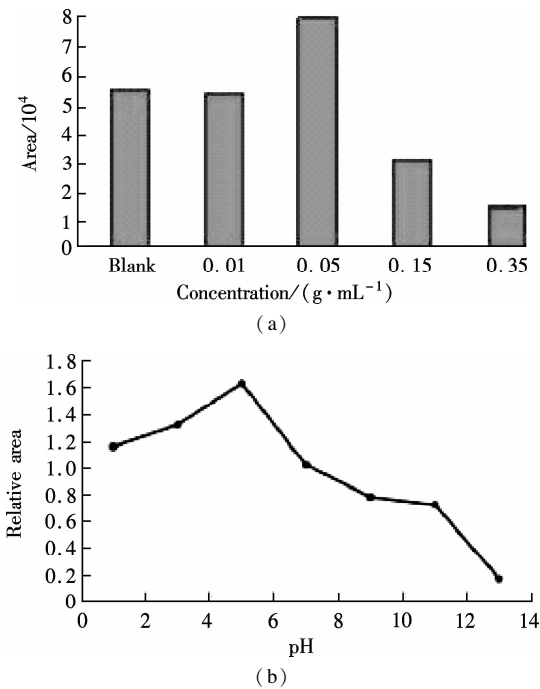 8
7
6
5
4
3
2
1
0
Area/10⁴
Blank 0.01 0.05 0.15 0.35
Concentration/(g·mL⁻¹)
(a)
1.8
1.6
1.4
1.2
1.0
0.8
0.6
0.4
0.2
0
Relative area
0 2 4 6 8 10 12 14
pH
(b)